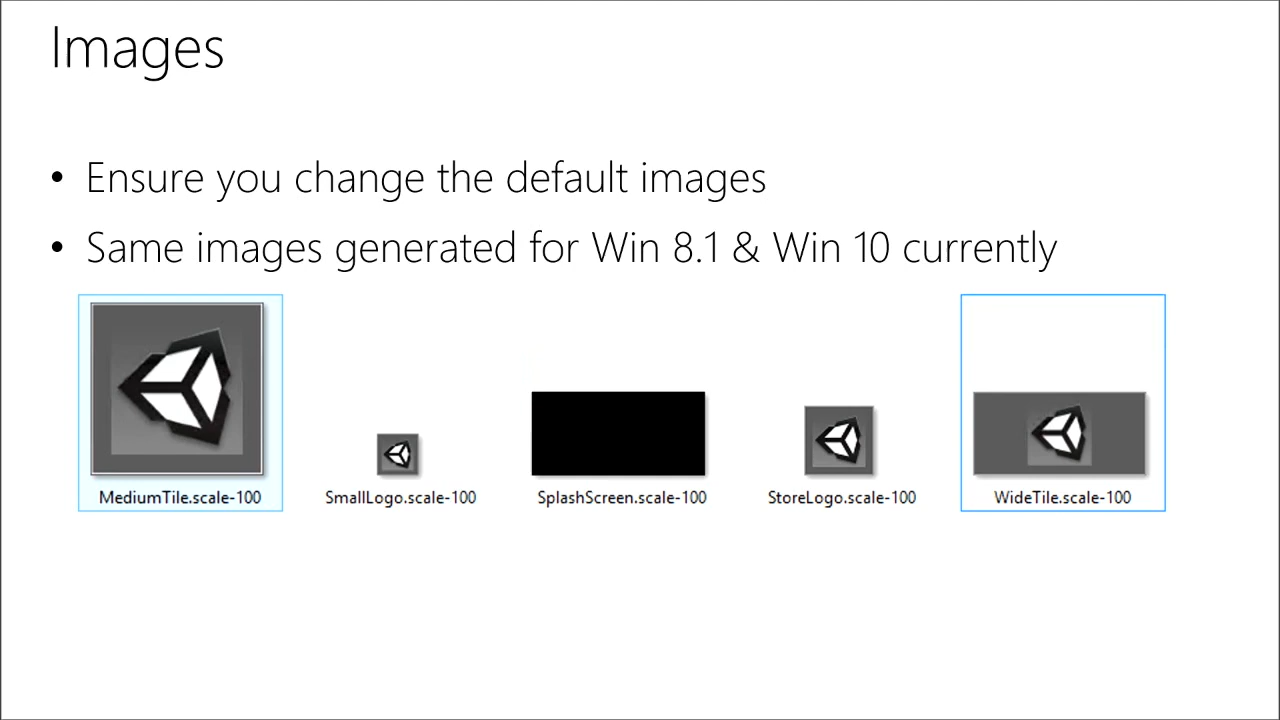 Images
• Ensure you change the default images
• Same images generated for Win 8.1 & Win 10 currently
MediumTile.scale-100
SmallLogo.scale-100
SplashScreen.scale-100
StoreLogo.scale-100
WideTile.scale-100